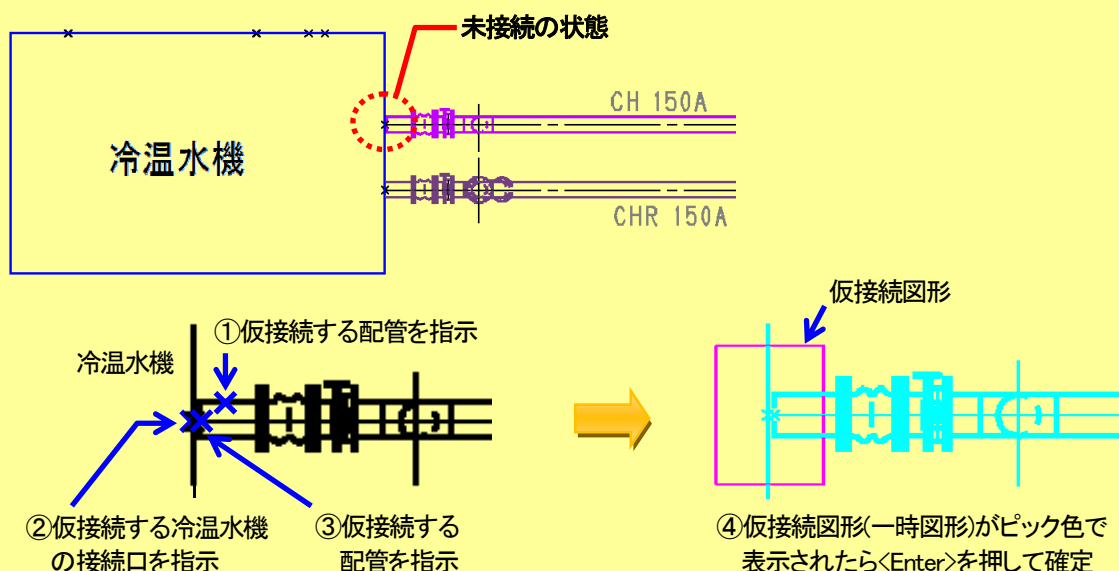 未接続の状態
CH 150A
冷温水機
CHR 150A
仮接続図形
①仮接続する配管を指示
冷温水機
②仮接続する冷温水機
の接続口を指示
③仮接続する
配管を指示
④仮接続図形(一時図形)がピック色で
表示されたら<Enter>を押して確定